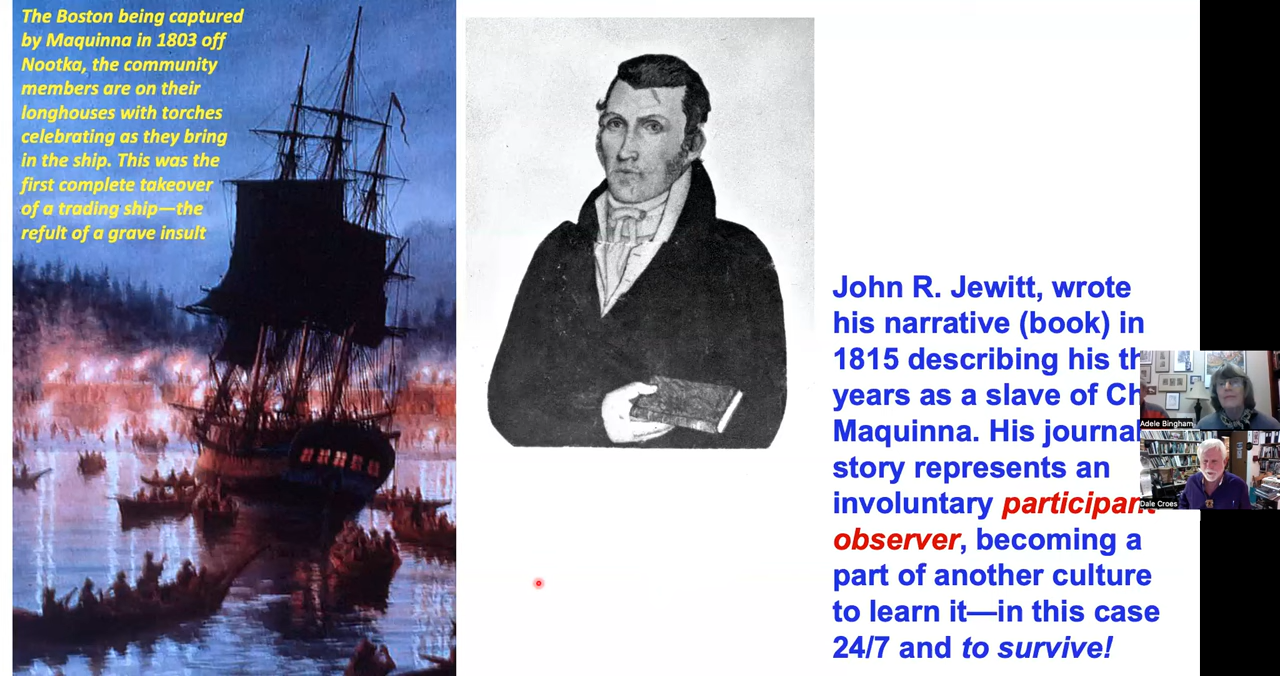 The Boston being captured
by Maquinna in 1803 off
Nootka, the community
members are on their
longhouses with torches
celebrating as they bring
in the ship. This was the
first complete takeover
of a trading ship—the
refult of a grave insult
John R. Jewitt, wrote
his narrative (book) in
1815 describing his
years as a slave of
Maquinna. His journal
story represents an
involuntary participant
observer, becoming a
part of another culture
to learn it—in this case
24/7 and to survive!
Adele Bingham
Dale Croes